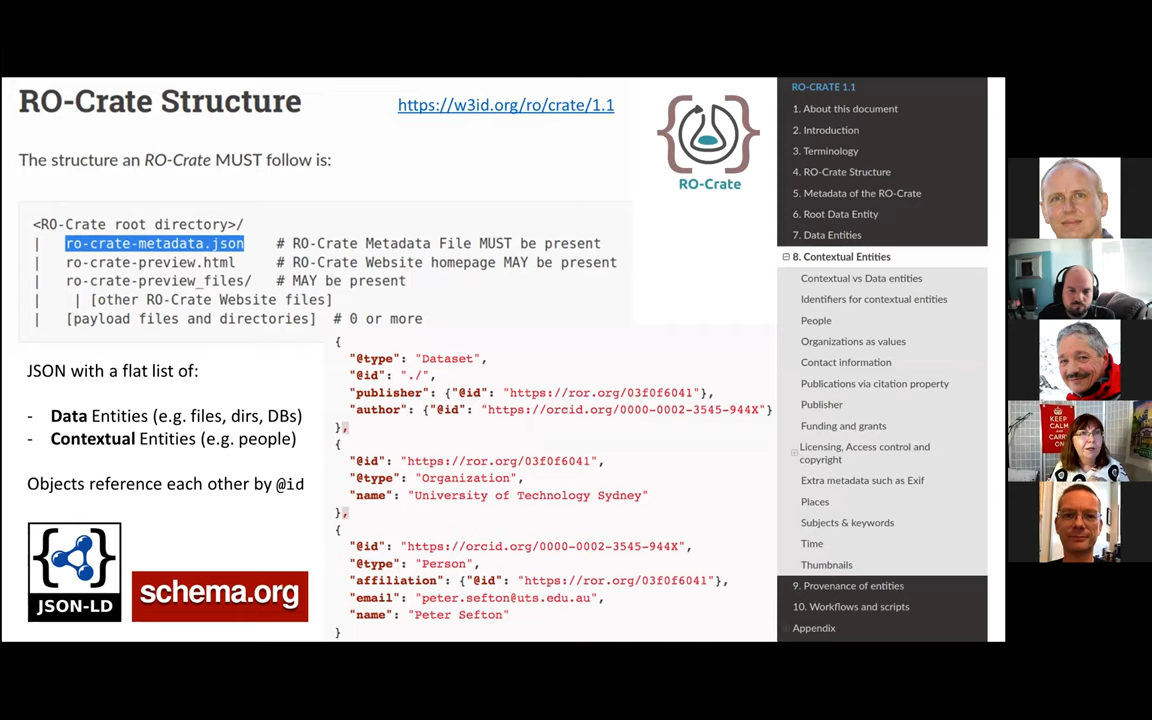 RO-Crate Structure
https://w3id.org/ro/crate/1.1
RO-Crate
The structure an RO-Crate MUST follow is:
<RO-Crate root directory>/
|   ro-crate-metadata.json    # RO-Crate Metadata File MUST be present
|   ro-crate-preview.html     # RO-Crate Website homepage MAY be present
|   ro-crate-preview_files/   # MAY be present
|    | [other RO-Crate Website files]
|   [payload files and directories]  # 0 or more
JSON with a flat list of:
- Data Entities (e.g. files, dirs, DBs)
- Contextual Entities (e.g. people)
Objects reference each other by @id
JSON-LD
schema.org
{
"@type": "Dataset",
"@id": "./",
"publisher": {"@id": "https://ror.org/03f0f6041"},
"author": {"@id": "https://orcid.org/0000-0002-3545-944X"}
},
{
"@id": "https://ror.org/03f0f6041",
"@type": "Organization",
"name": "University of Technology Sydney"
},
{
"@id": "https://orcid.org/0000-0002-3545-944X",
"@type": "Person",
"affiliation": {"@id": "https://ror.org/03f0f6041"},
"email": "peter.sefton@uts.edu.au",
"name": "Peter Sefton"
}
RO-CRATE 1.1
1. About this document
2. Introduction
3. Terminology
4. RO-Crate Structure
5. Metadata of the RO-Crate
6. Root Data Entity
7. Data Entities
8. Contextual Entities
Contextual vs Data entities
Identifiers for contextual entities
People
Organizations as values
Contact information
Publications via citation property
Publisher
Funding and grants
Licensing, Access control and
copyright
Extra metadata such as Exif
Places
Subjects & keywords
Time
Thumbnails
9. Provenance of entities
10. Workflows and scripts
Appendix
KEEP
CALM
AND
CARRY
ON